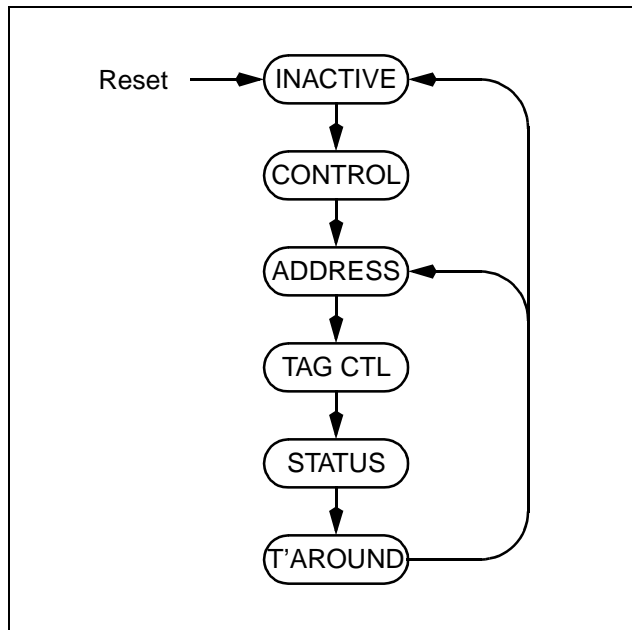 Reset
INACTIVE
CONTROL
ADDRESS
TAG CTL
STATUS
T'AROUND